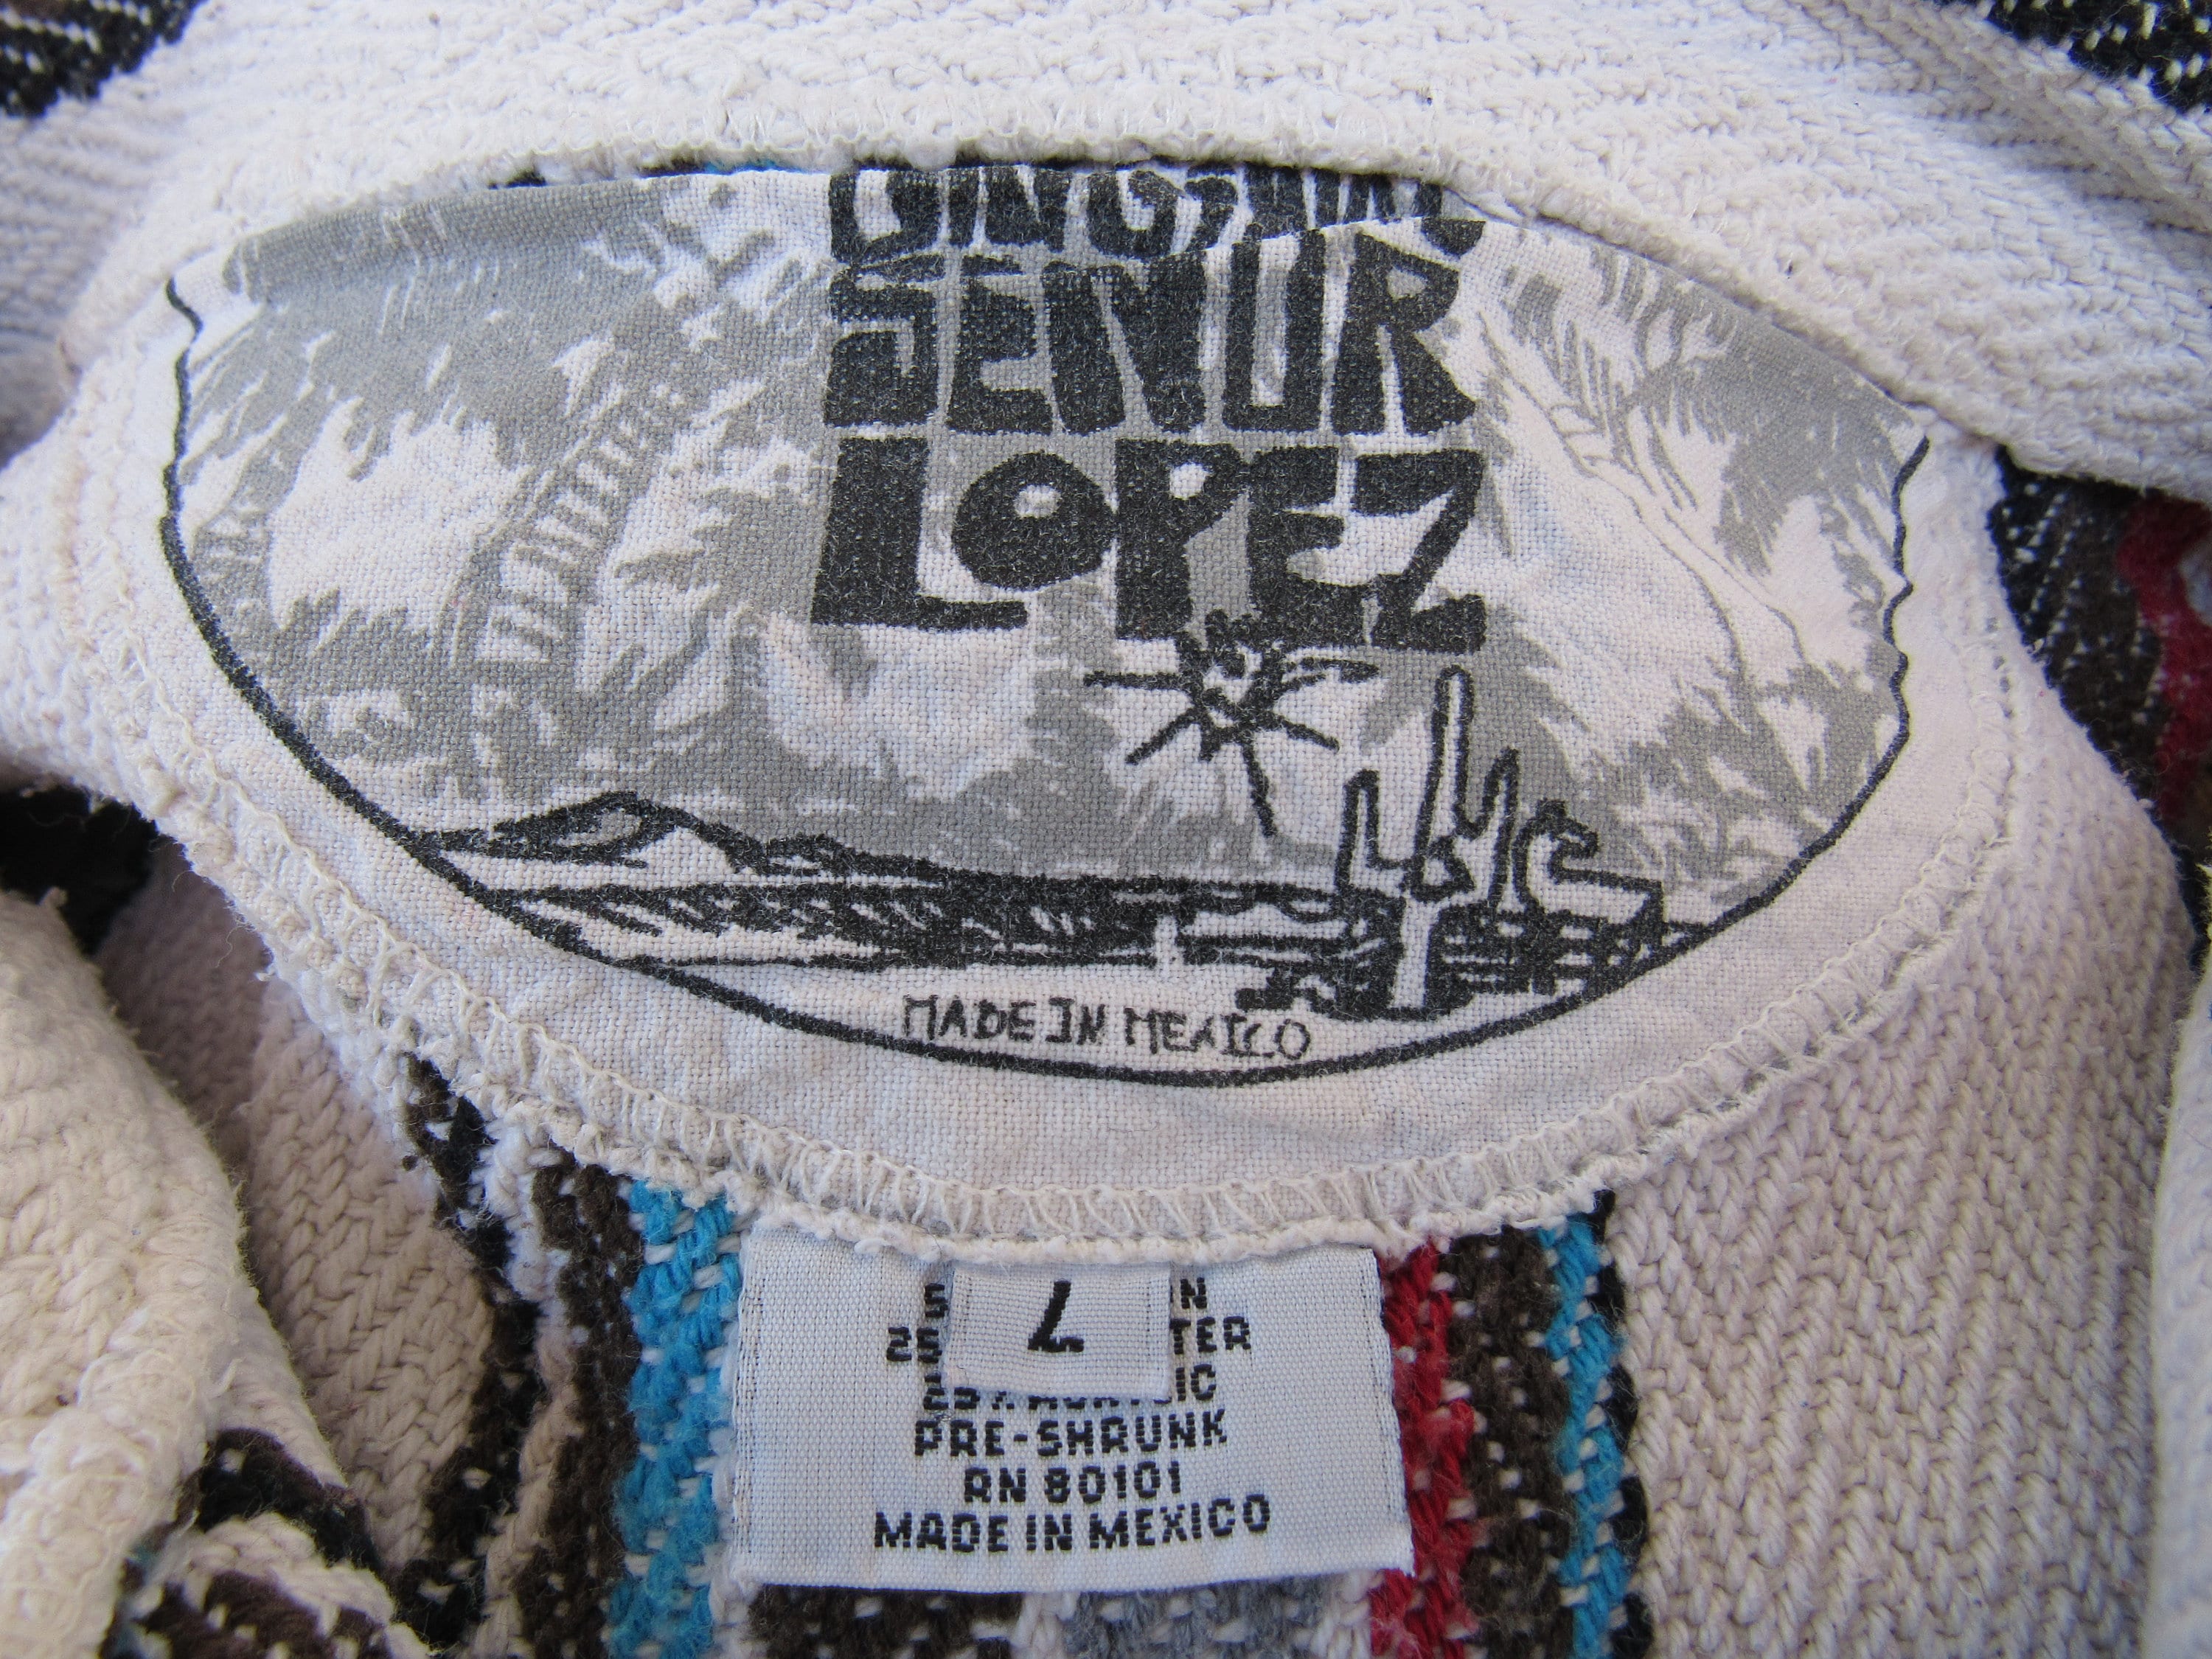 SENOR
LOPEZ
MADE IN MEXICO
L
PRE-SHRUNK
RN 80101
MADE IN MEXICO